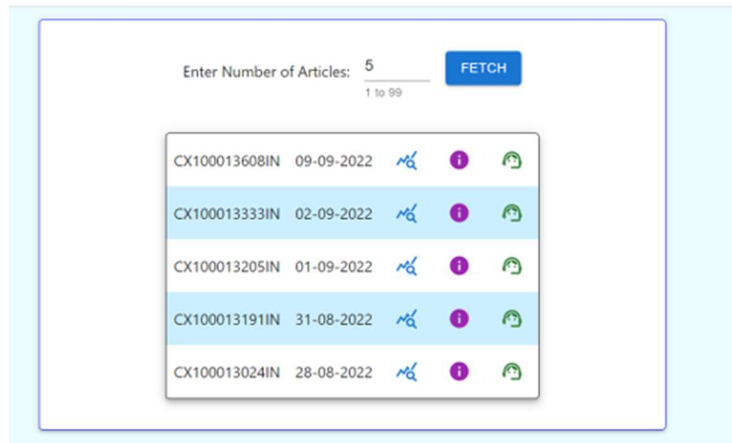 Enter Number of Articles: 5 FETCH
1 to 99
CX100013608IN 09-09-2022
CX100013333IN 02-09-2022
CX100013205IN 01-09-2022
CX100013191IN 31-08-2022
CX100013024IN 28-08-2022